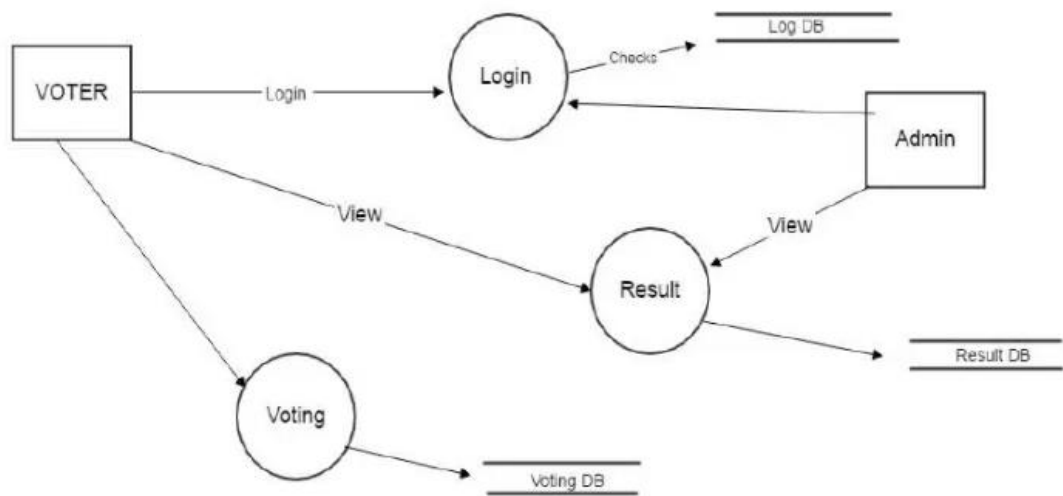 Log DB
Checks
Login
VOTER
Login
Admin
View
View
Result
Result DB
Voting
Voting DB